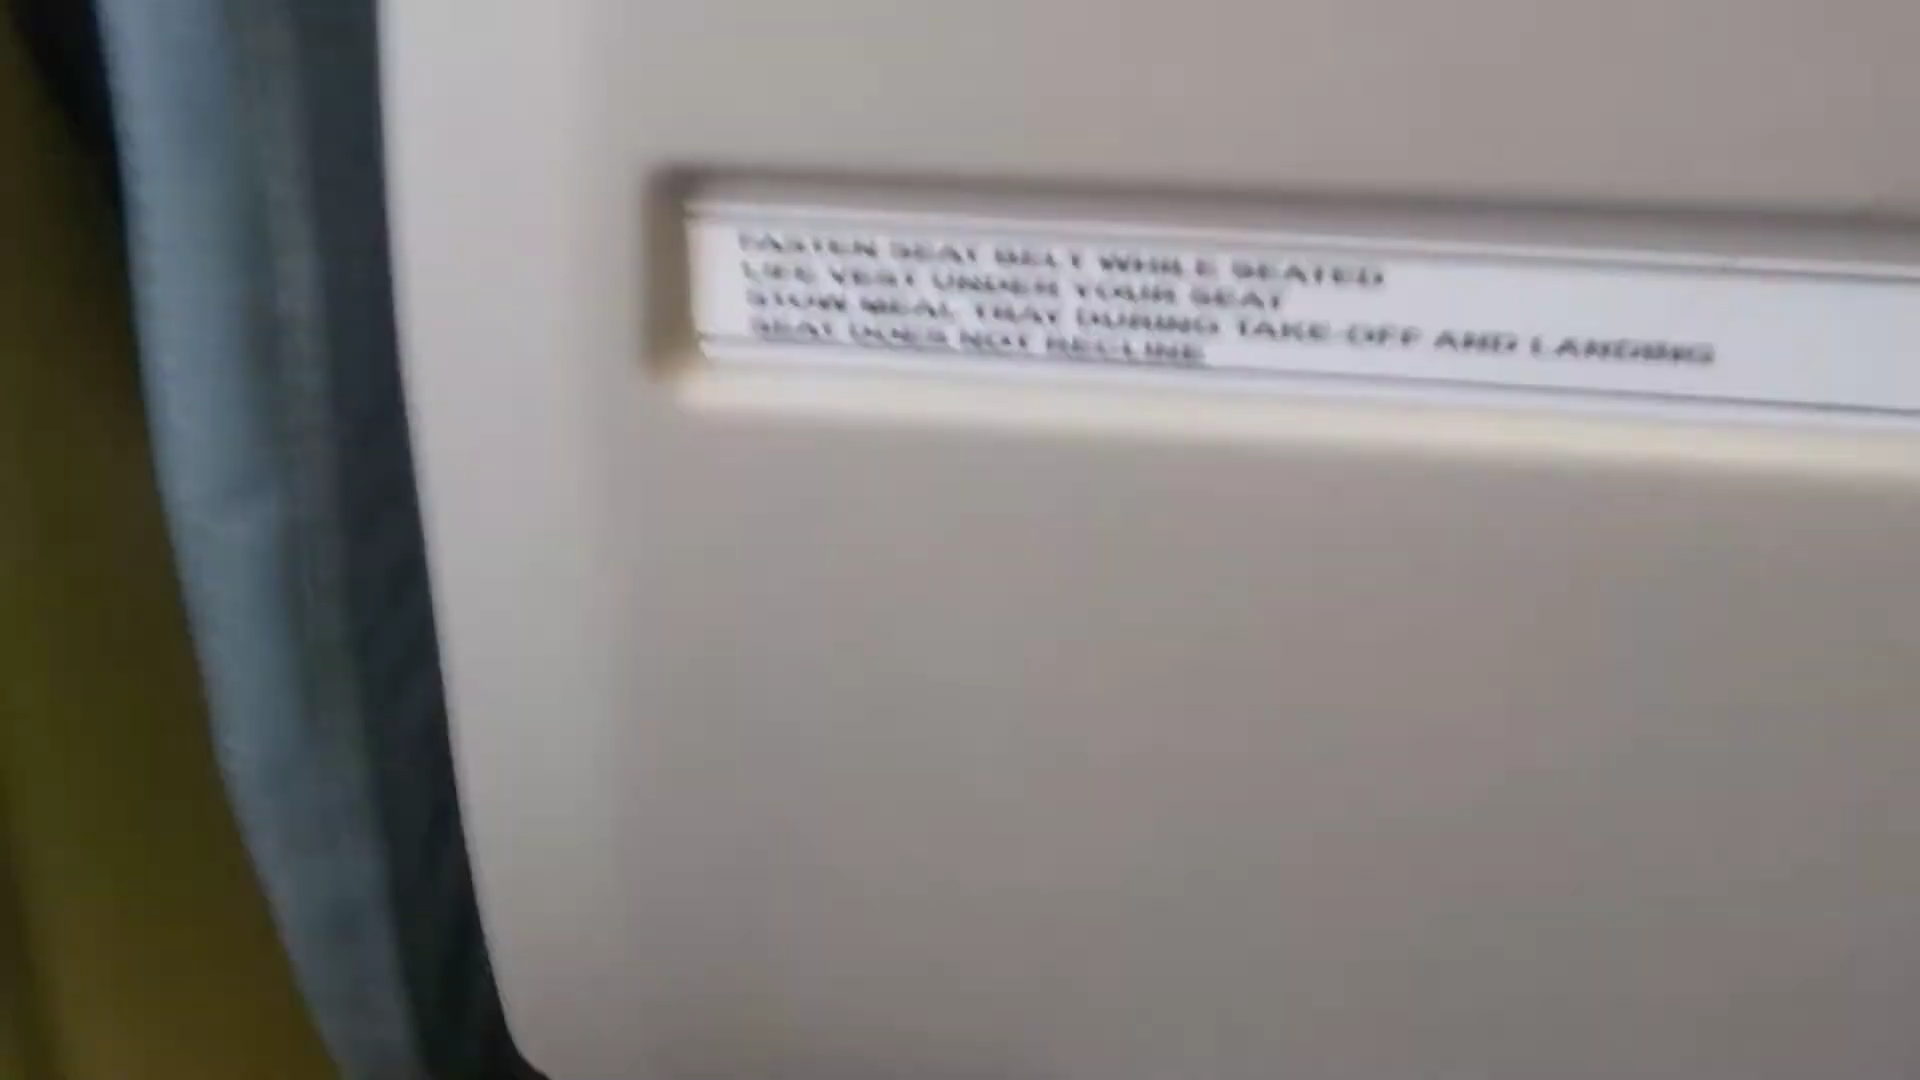 FASTEN SEAT BELT WHILE SEATED
LIFE VEST UNDER YOUR SEAT
STOW MEAL TRAY DURING TAKE-OFF AND LANDING
SEAT DOES NOT RECLINE